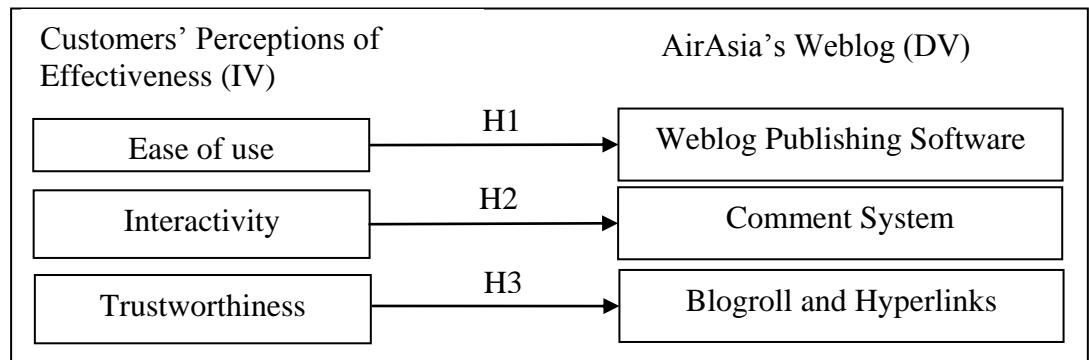 Customers’ Perceptions of
Effectiveness (IV)
AirAsia’s Weblog (DV)
Ease of use
H1
Weblog Publishing Software
Interactivity
H2
Comment System
Trustworthiness
H3
Blogroll and Hyperlinks